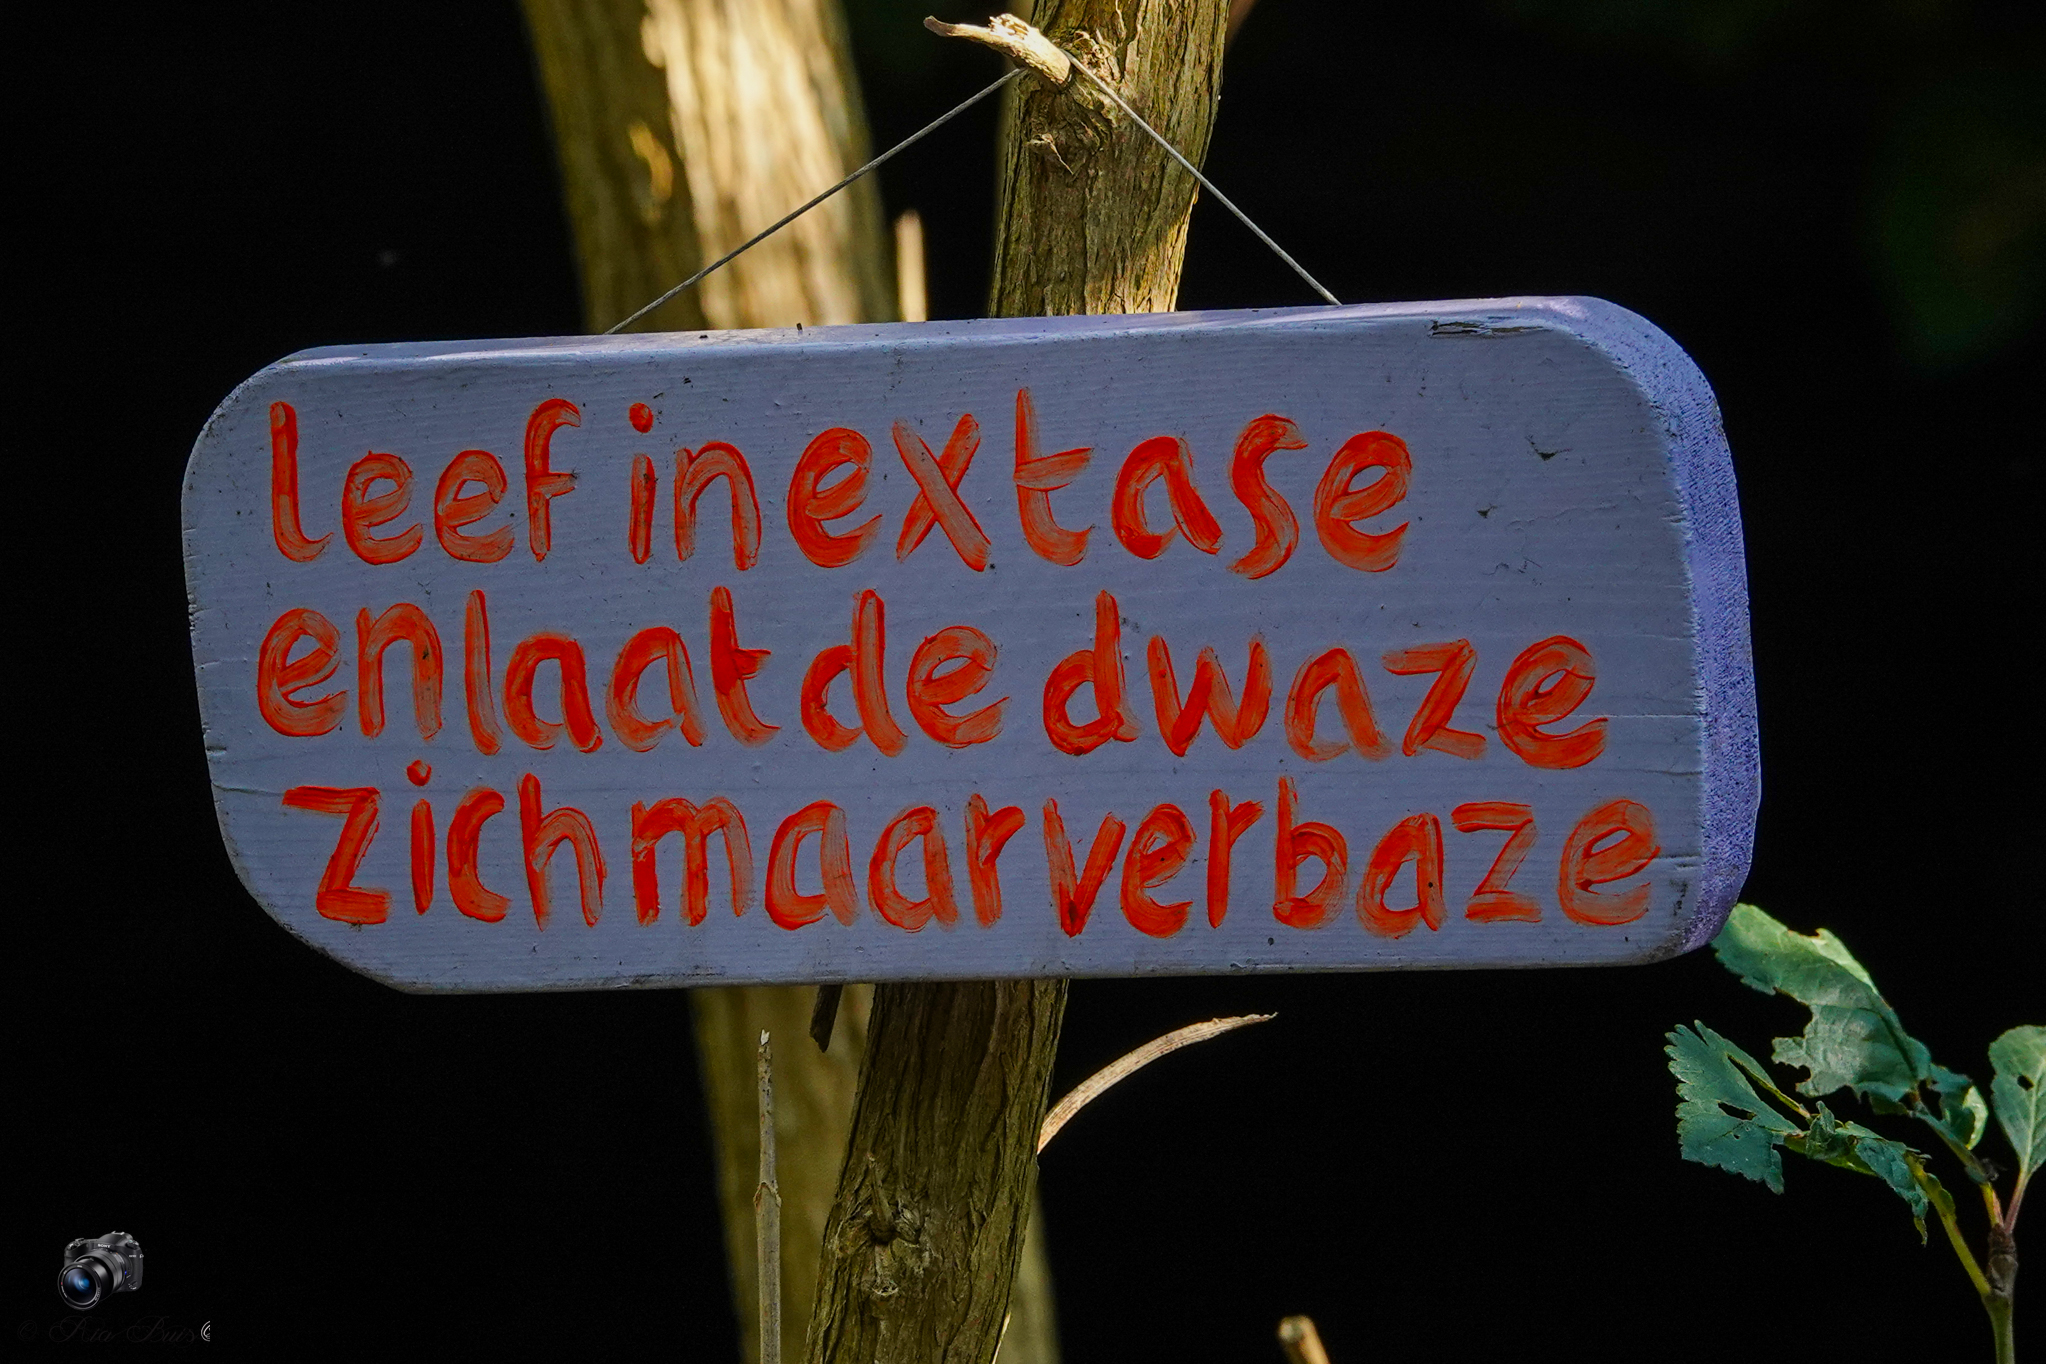 leef in extase
en laat de dwaze
zich maar verbaze